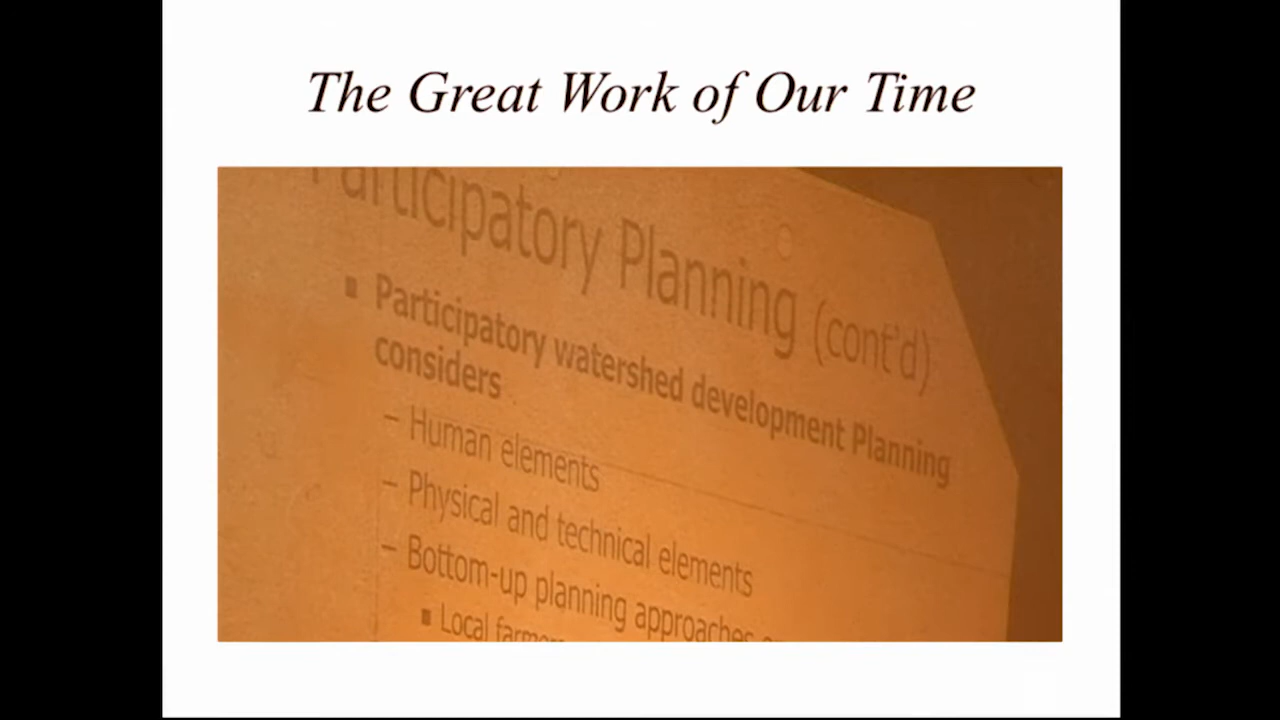 The Great Work of Our Time
Participatory Planning (cont'd)
■ Participatory watershed development Planning
considers
– Human elements
– Physical and technical elements
– Bottom-up planning approaches
■ Local